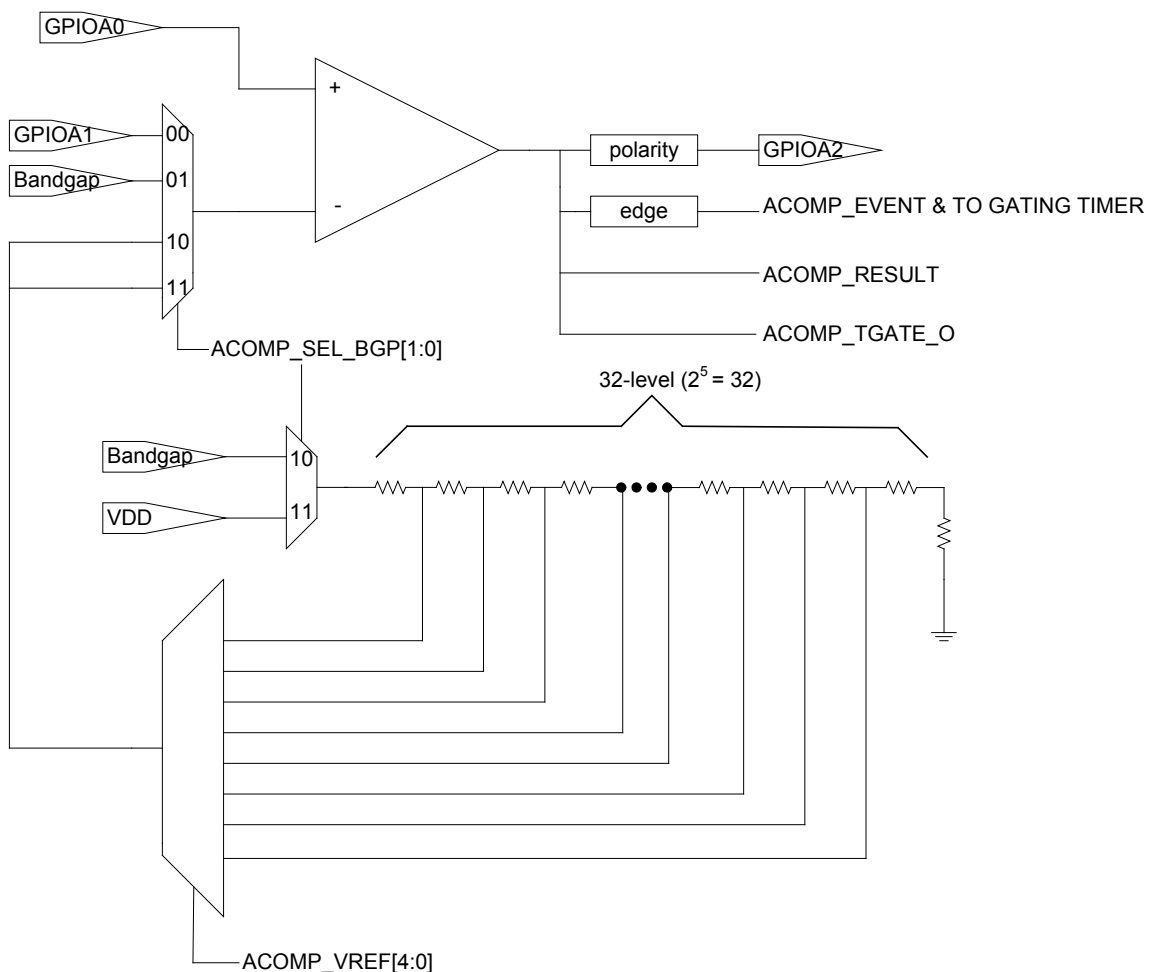 GPIOA0
+
GPIOA1
00
Bandgap
01
-
10
11
polarity
GPIOA2
edge
ACOMP_EVENT & TO GATING TIMER
ACOMP_RESULT
ACOMP_TGATE_O
ACOMP_SEL_BGP[1:0]
32-level (2⁵ = 32)
Bandgap
10
VDD
11
ACOMP_VREF[4:0]